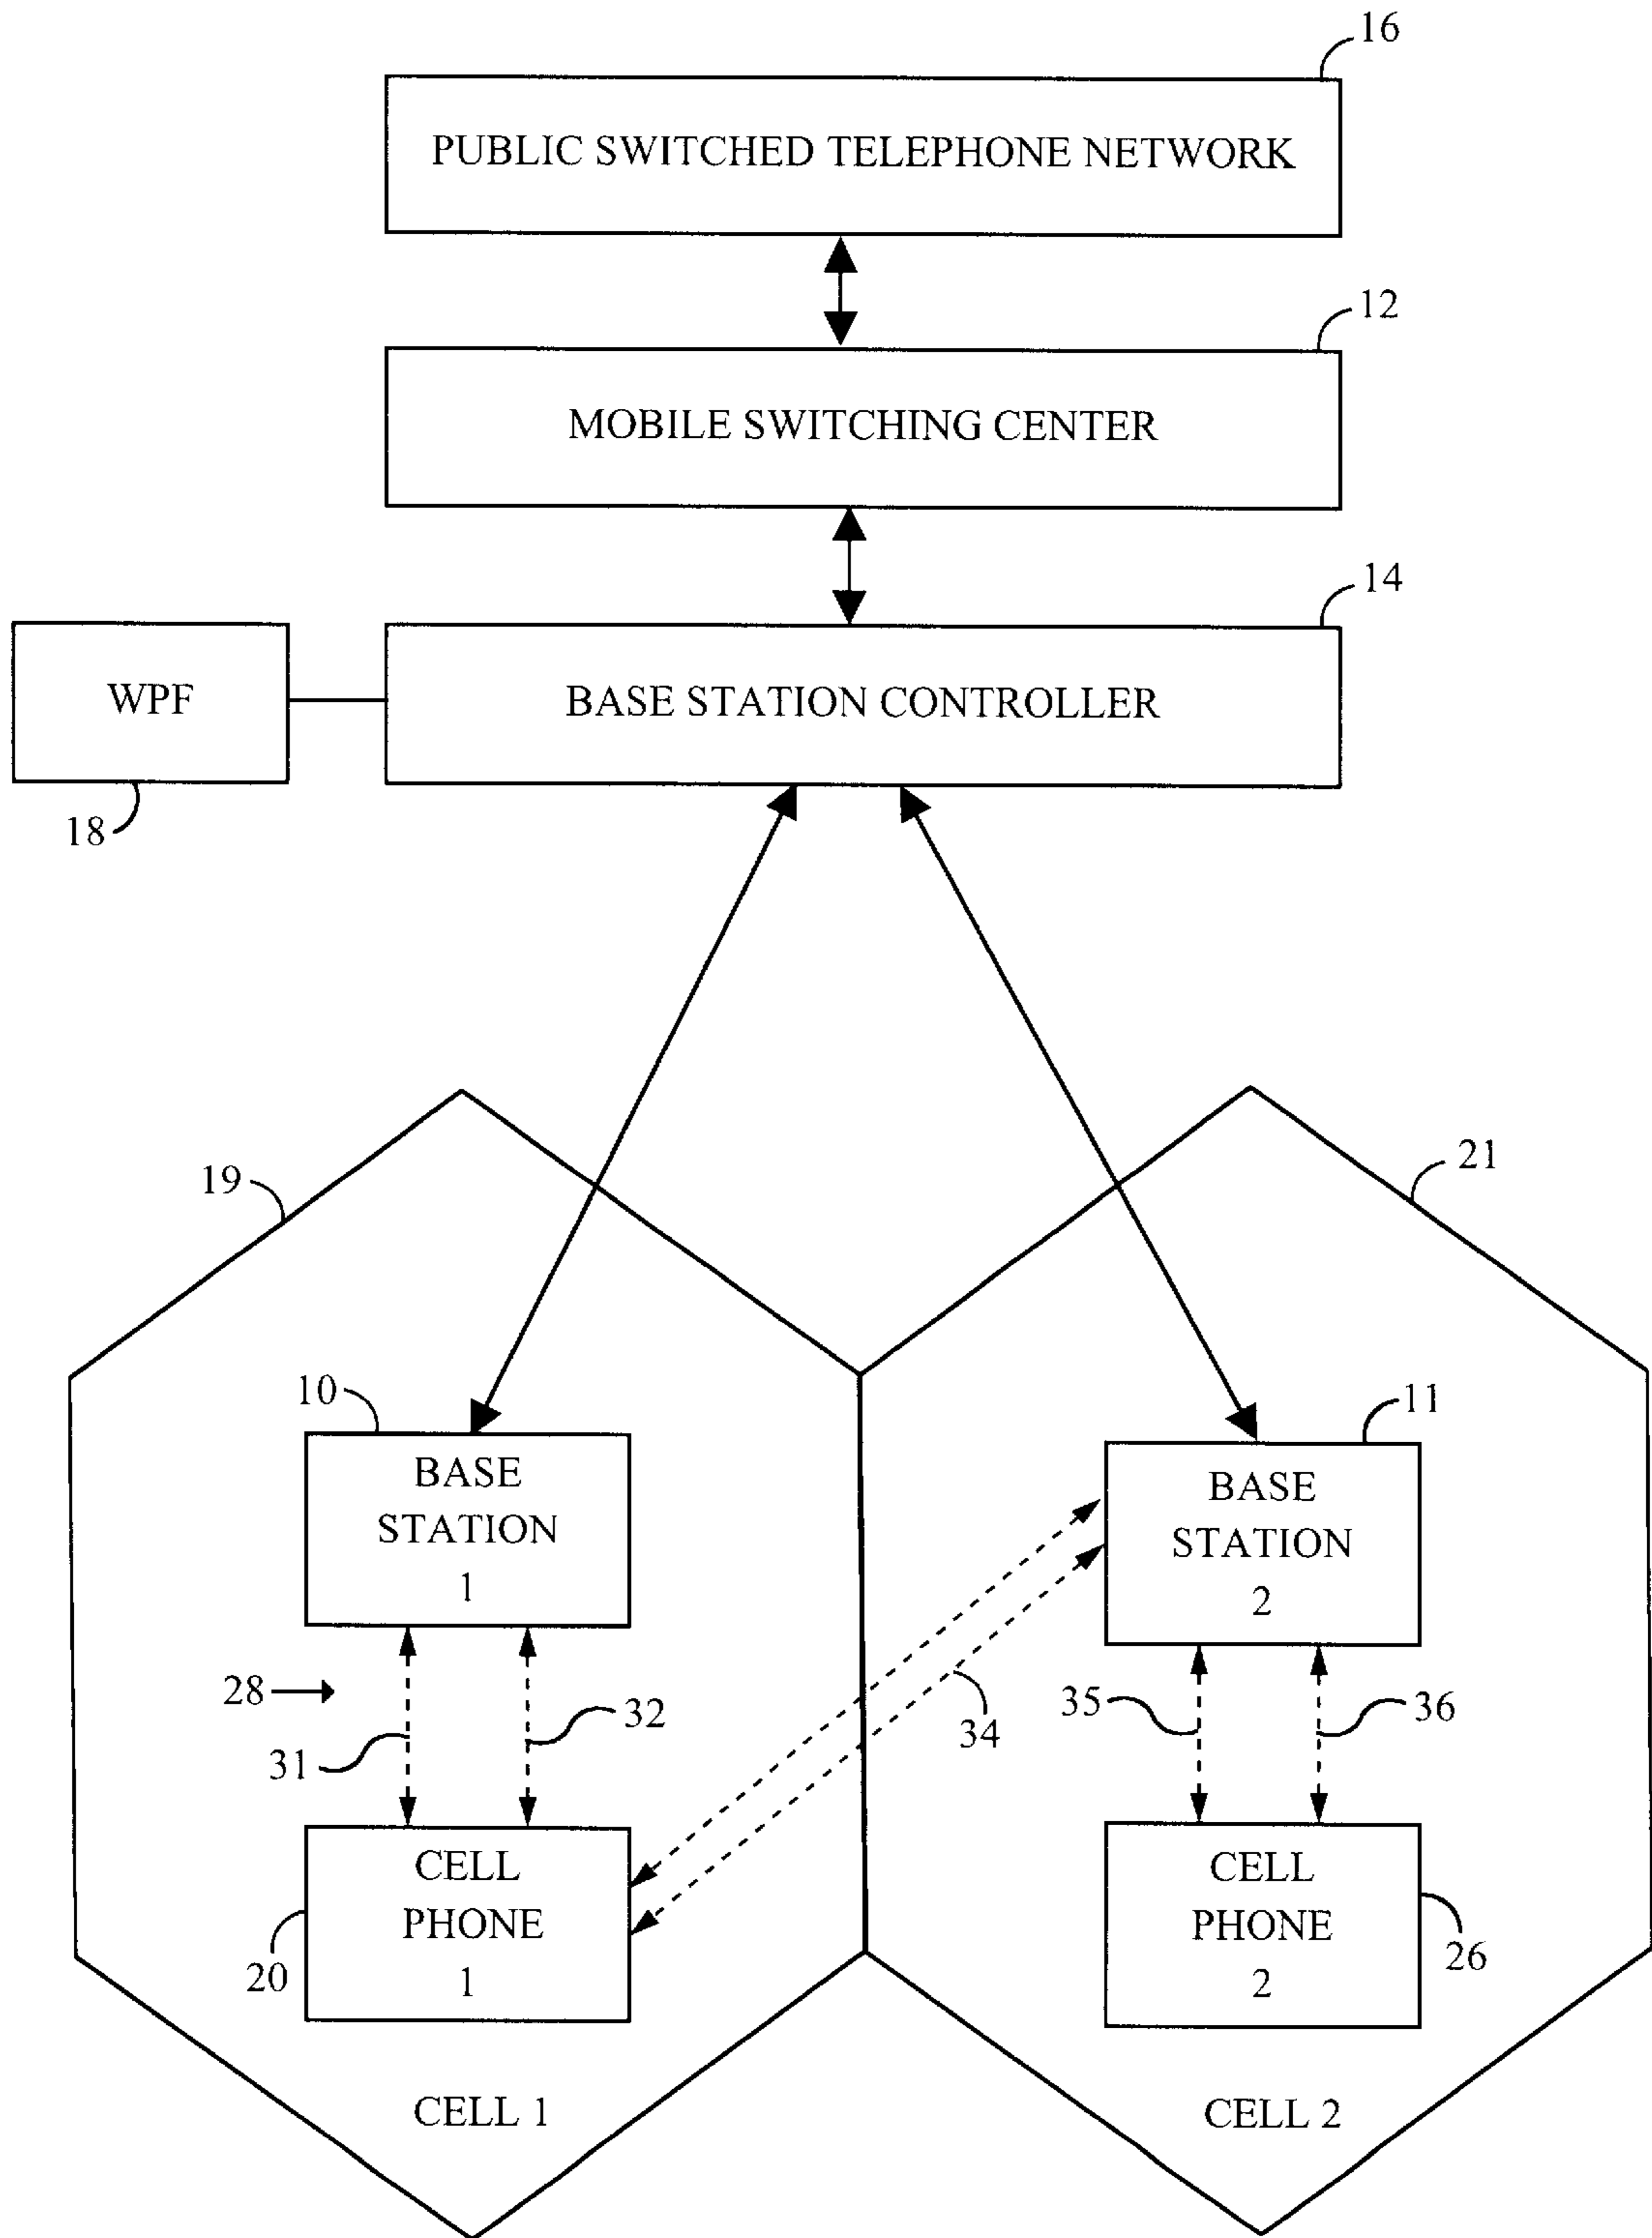 16
PUBLIC SWITCHED TELEPHONE NETWORK
12
MOBILE SWITCHING CENTER
14
WPF
BASE STATION CONTROLLER
18
19
21
10
11
BASE
STATION
1
BASE
STATION
2
28
31
32
34
35
36
CELL
PHONE
1
20
CELL
PHONE
2
26
CELL 1
CELL 2